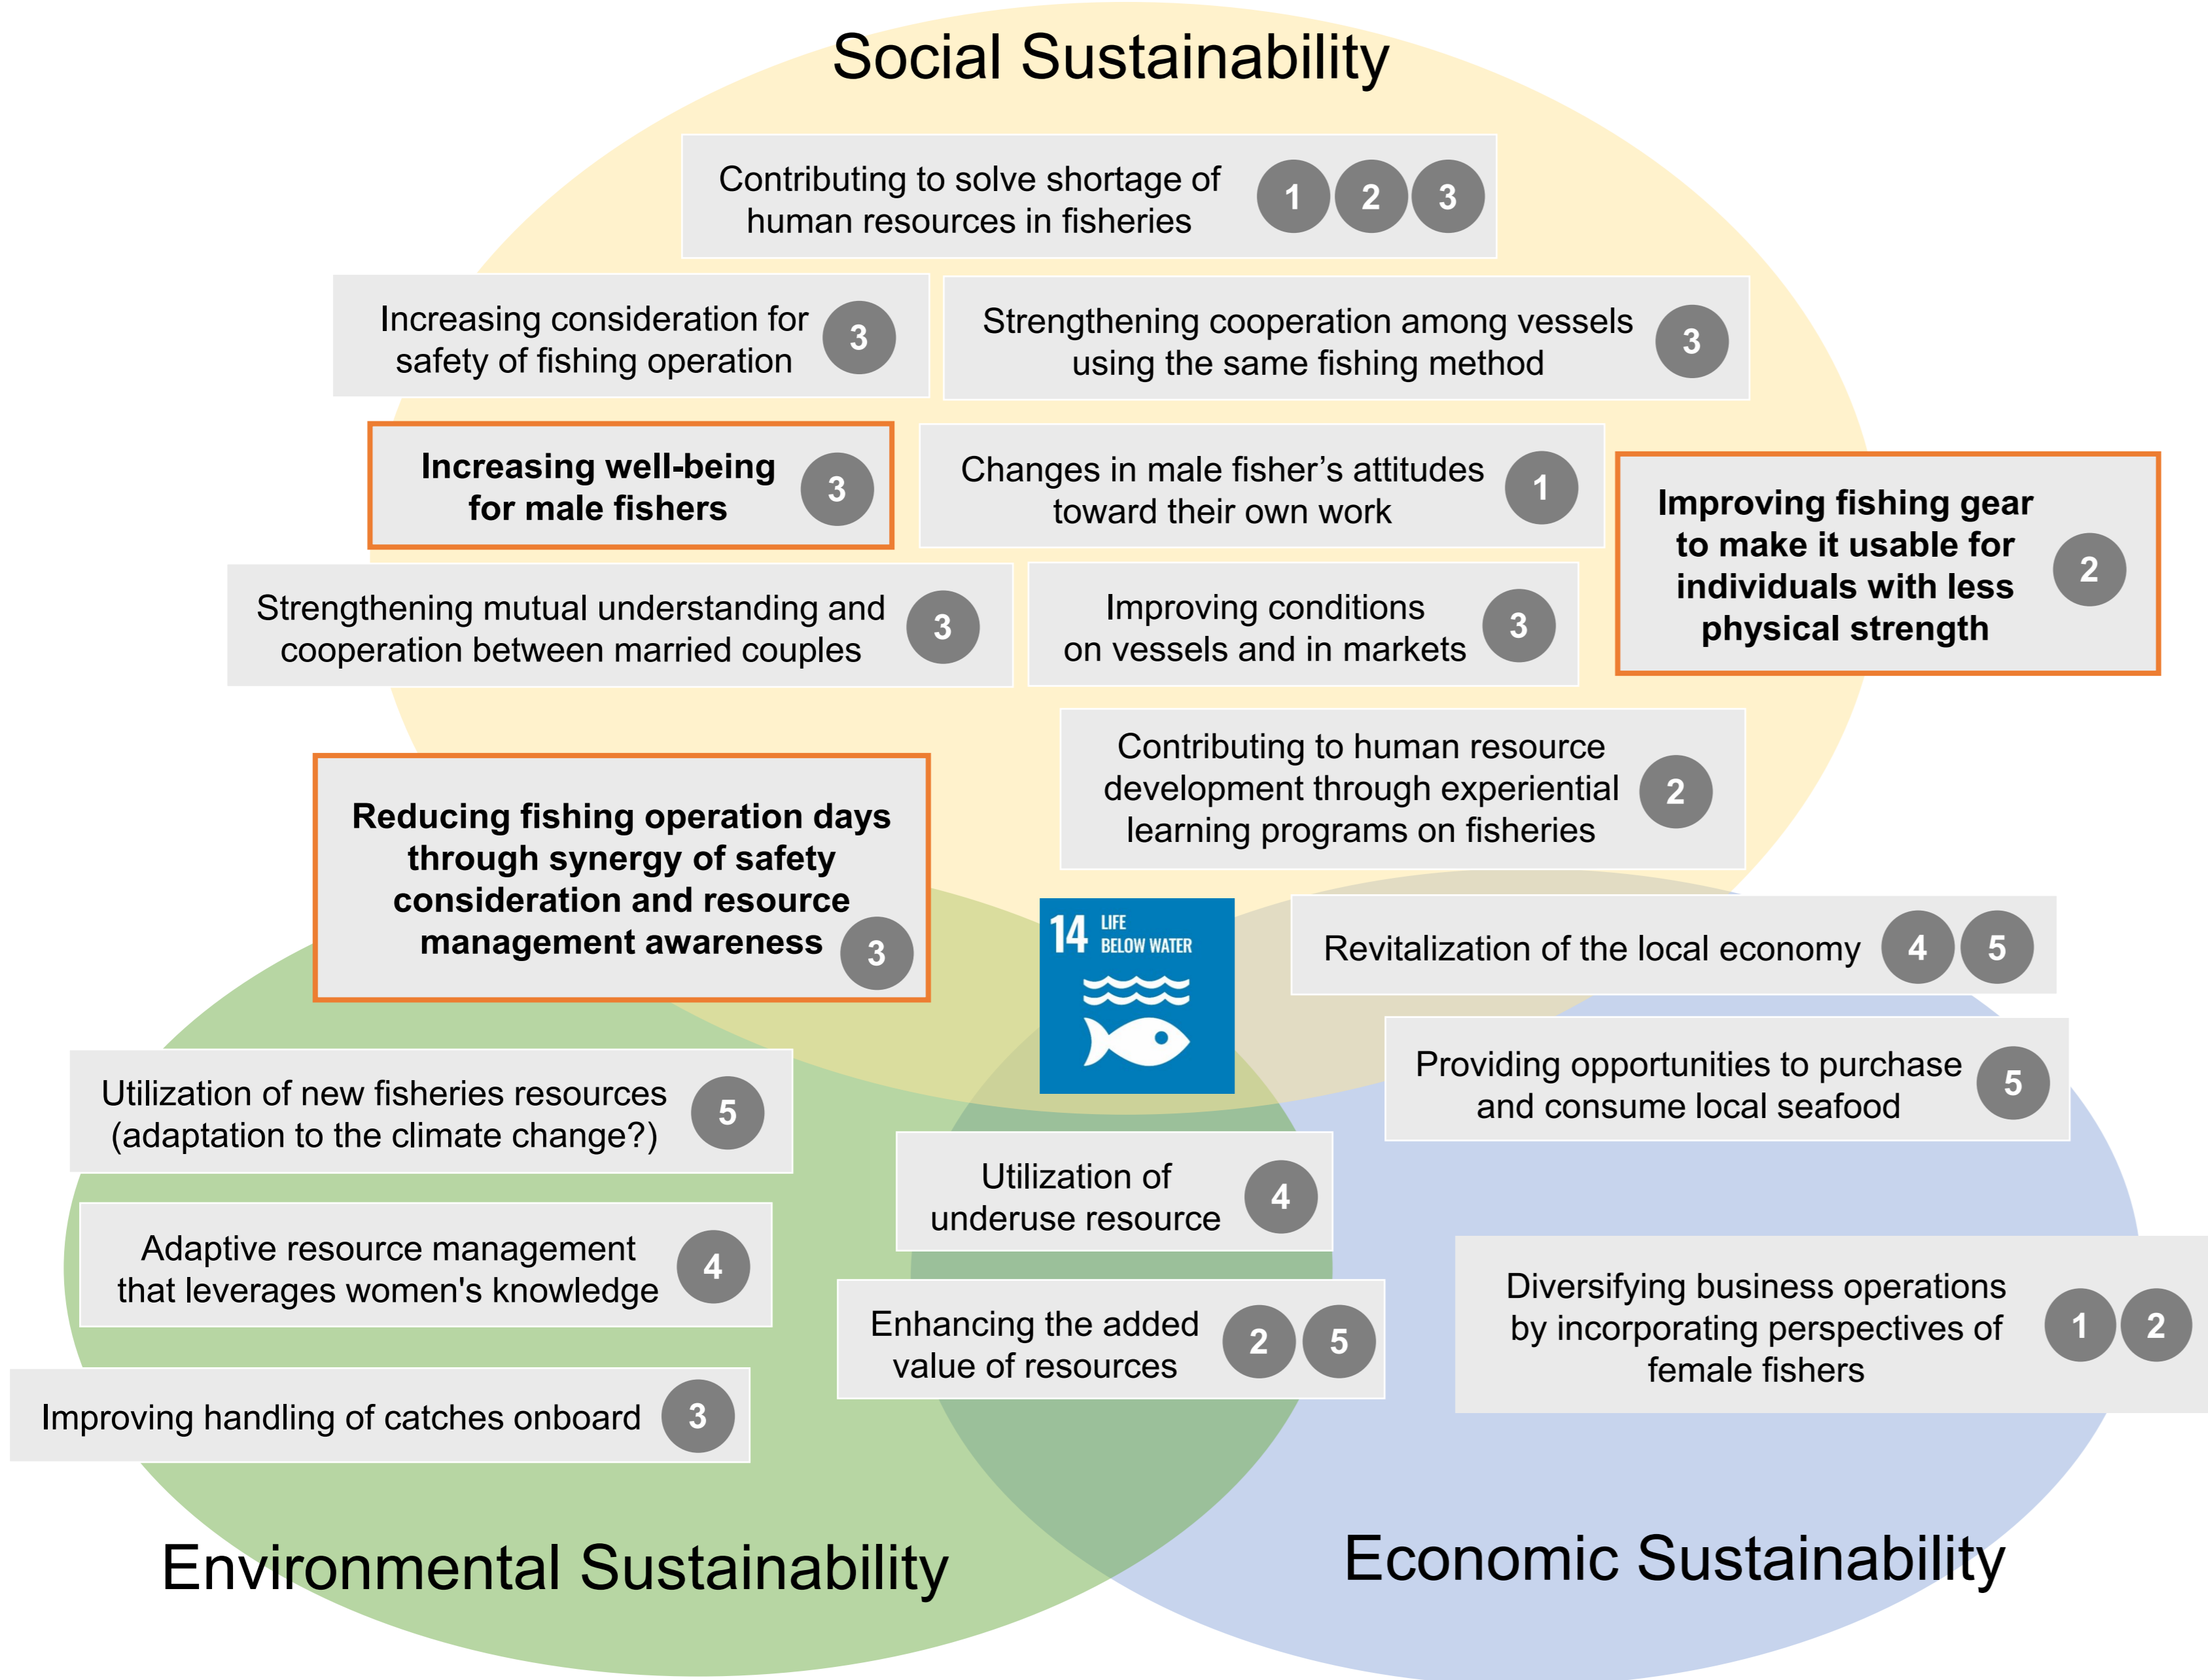 Social Sustainability
Contributing to solve shortage of
human resources in fisheries
1 2 3
Increasing consideration for
safety of fishing operation
3
Strengthening cooperation among vessels
using the same fishing method
3
Increasing well-being
for male fishers
3
Changes in male fisher’s attitudes
toward their own work
1
Improving fishing gear
to make it usable for
individuals with less
physical strength
2
Strengthening mutual understanding and
cooperation between married couples
3
Improving conditions
on vessels and in markets
3
Contributing to human resource
development through experiential
learning programs on fisheries
2
Reducing fishing operation days
through synergy of safety
consideration and resource
management awareness
3
14 LIFE
BELOW WATER
Revitalization of the local economy 4 5
Providing opportunities to purchase
and consume local seafood
5
Utilization of new fisheries resources
(adaptation to the climate change?)
5
Utilization of
underuse resource
4
Adaptive resource management
that leverages women's knowledge
4
Enhancing the added
value of resources
2 5
Diversifying business operations
by incorporating perspectives of
female fishers
1 2
Improving handling of catches onboard 3
Environmental Sustainability
Economic Sustainability